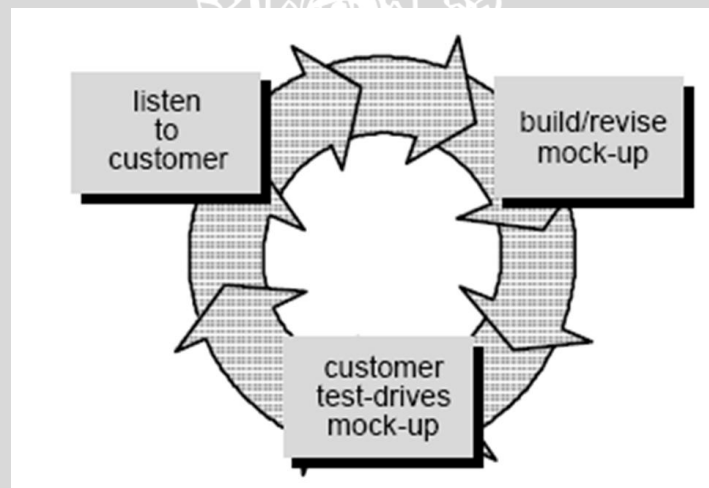 listen
to
customer
build/revise
mock-up
customer
test-drives
mock-up